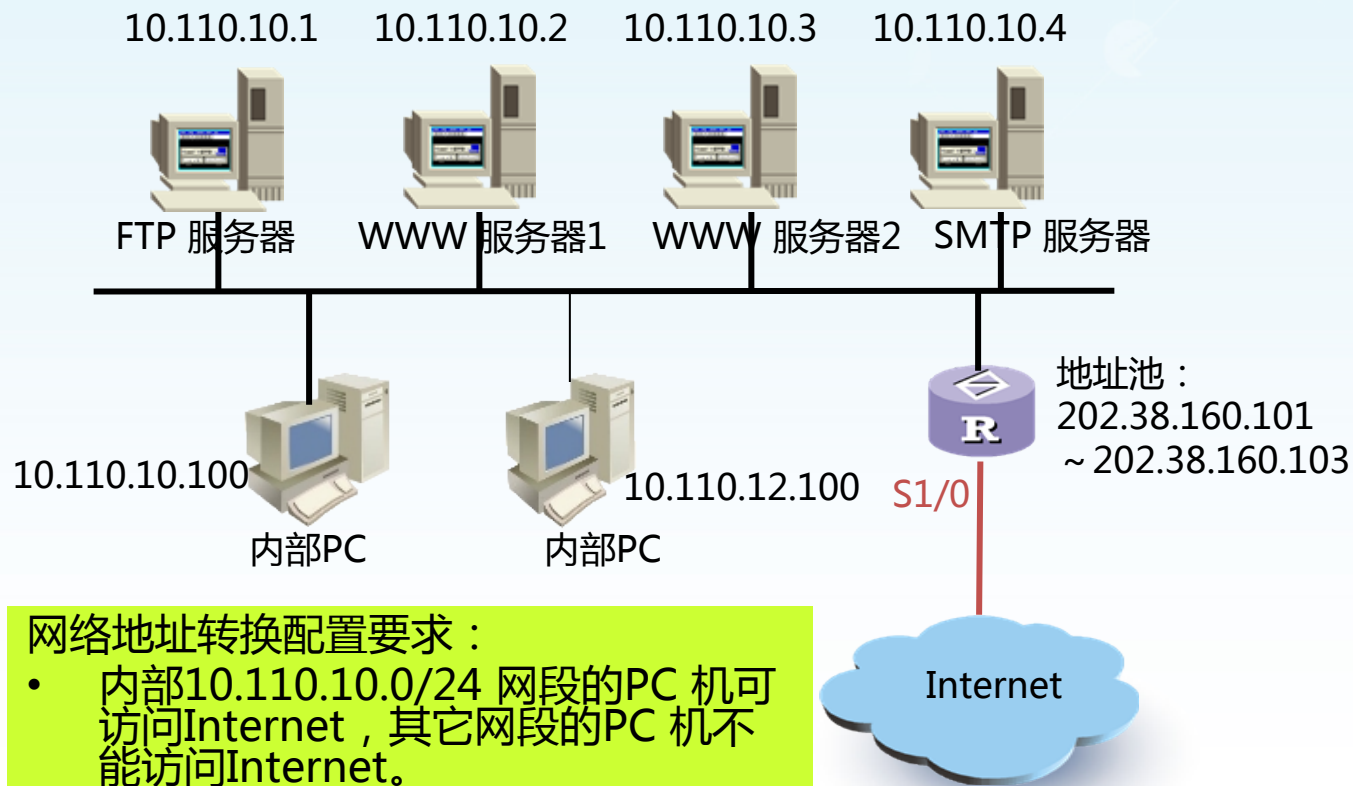 10.110.10.1 10.110.10.2 10.110.10.3 10.110.10.4
FTP 服务器 WWW 服务器1 WWW 服务器2 SMTP 服务器
地址池：
202.38.160.101
～202.38.160.103
R
10.110.10.100
10.110.12.100
S1/0
内部PC 内部PC
网络地址转换配置要求：
• 内部10.110.10.0/24 网段的PC 机可
访问Internet，其它网段的PC 机不
能访问Internet。
Internet